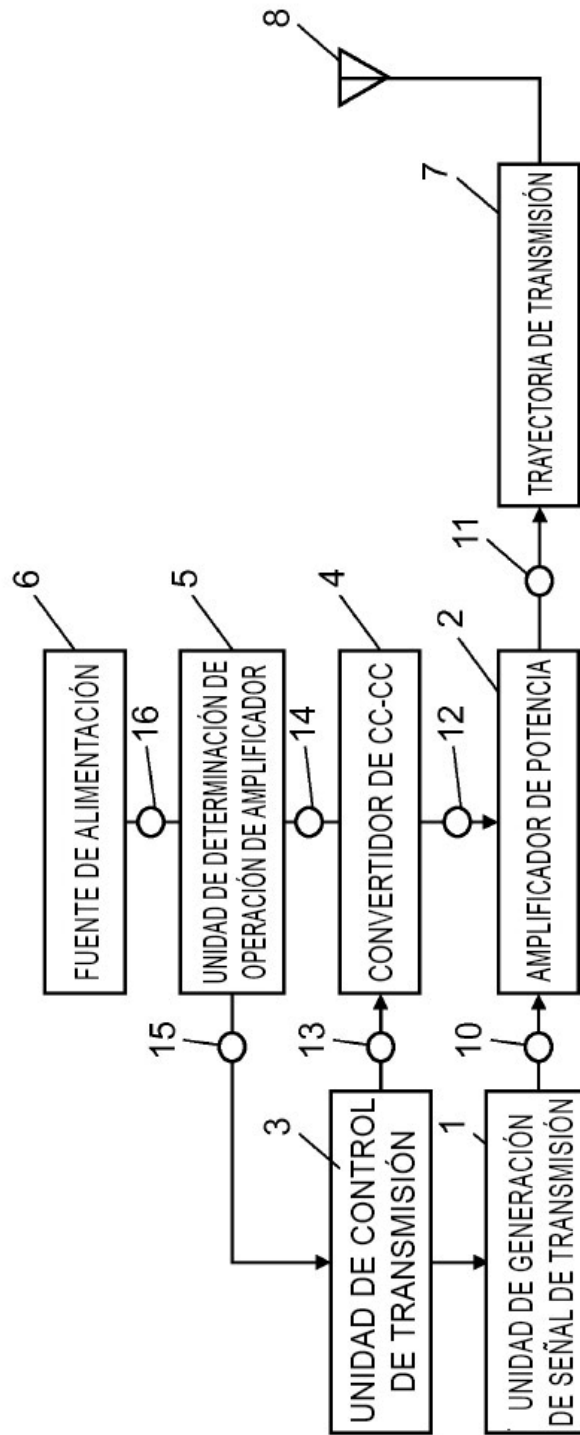 8
7
TRAYECTORIA DE TRANSMISIÓN
6
FUENTE DE ALIMENTACIÓN
16
5
UNIDAD DE DETERMINACIÓN DE
OPERACIÓN DE AMPLIFICADOR
15
14
4
CONVERTIDOR DE CC-CC
13
12
3
UNIDAD DE CONTROL
DE TRANSMISIÓN
2
AMPLIFICADOR DE POTENCIA
11
10
1
UNIDAD DE GENERACIÓN
DE SEÑAL DE TRANSMISIÓN